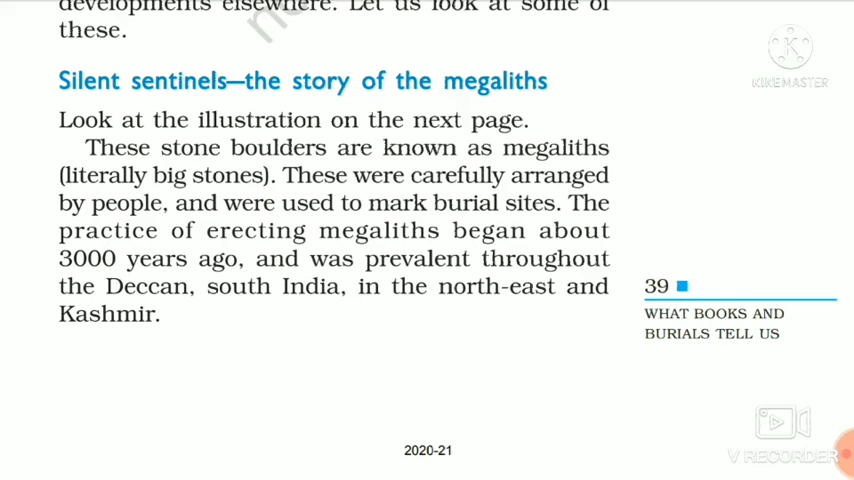 developments elsewhere. Let us look at some of
these.
Silent sentinels—the story of the megaliths
Look at the illustration on the next page.
These stone boulders are known as megaliths
(literally big stones). These were carefully arranged
by people, and were used to mark burial sites. The
practice of erecting megaliths began about
3000 years ago, and was prevalent throughout
the Deccan, south India, in the north-east and
Kashmir.
39
WHAT BOOKS AND
BURIALS TELL US
2020-21
K
KINEMASTER
V RECORDER